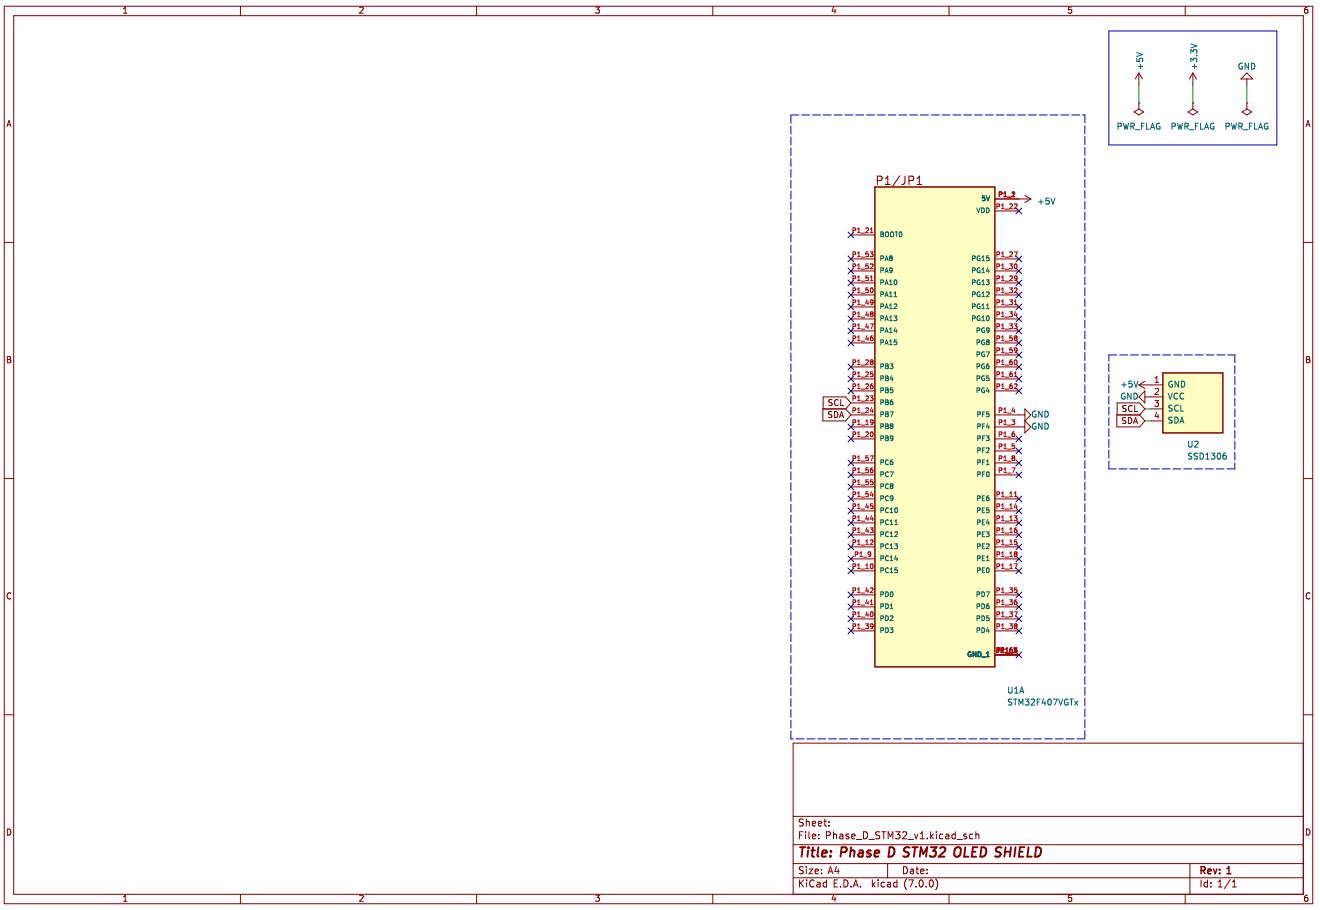 1 2 3 4 5 6
A A
B B
C C
D D
1 2 3 4 5 6
+5V +3.3V GND
PWR_FLAG PWR_FLAG PWR_FLAG
P1/JP1
5V P1_2 +5V
VDD P1_22
P1_21 BOOT0
P1_53 PA8 PG15 P1_27
P1_52 PA9 PG14 P1_30
P1_51 PA10 PG13 P1_29
P1_50 PA11 PG12 P1_32
P1_49 PA12 PG11 P1_31
P1_48 PA13 PG10 P1_34
P1_47 PA14 PG9 P1_33
P1_46 PA15 PG8 P1_58
PG7 P1_59
P1_28 PB3 PG6 P1_60
P1_25 PB4 PG5 P1_61
P1_26 PB5 PG4 P1_62
SCL P1_23 PB6
SDA P1_24 PB7 PF5 P1_4 GND
P1_19 PB8 PF4 P1_3 GND
P1_20 PB9 PF3 P1_6
PF2 P1_5
P1_57 PC6 PF1 P1_8
P1_56 PC7 PF0 P1_7
P1_55 PC8
P1_54 PC9 PE6 P1_11
P1_45 PC10 PE5 P1_14
P1_44 PC11 PE4 P1_13
P1_43 PC12 PE3 P1_16
P1_12 PC13 PE2 P1_15
P1_9 PC14 PE1 P1_18
P1_10 PC15 PE0 P1_17
P1_42 PD0 PD7 P1_35
P1_41 PD1 PD6 P1_36
P1_40 PD2 PD5 P1_37
P1_39 PD3 PD4 P1_38
GND_1
U1A
STM32F407VGTx
+5V 1 GND
GND 2 VCC
SCL 3 SCL
SDA 4 SDA
U2
SSD1306
Sheet:
File: Phase_D_STM32_v1.kicad_sch
Title: Phase D STM32 OLED SHIELD
Size: A4 Date: Rev: 1
KiCad E.D.A. kicad (7.0.0) Id: 1/1